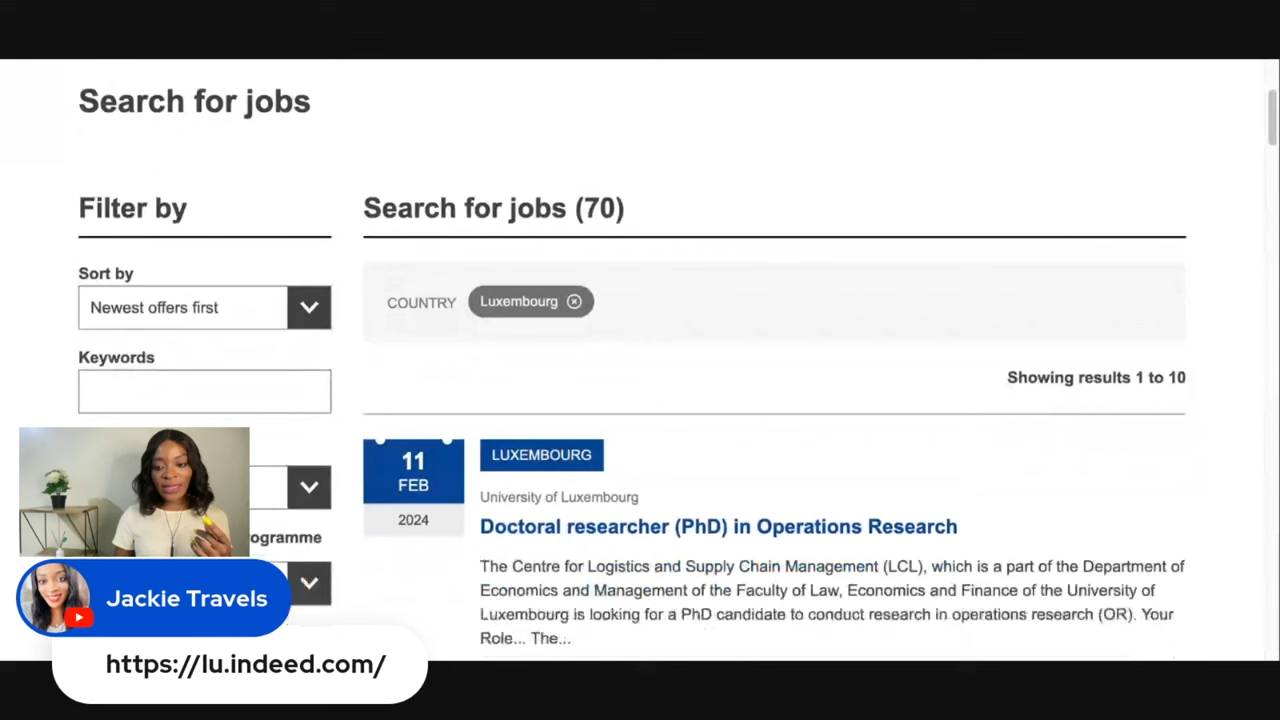 Search for jobs
Filter by
Search for jobs (70)
Sort by
Newest offers first
COUNTRY
Luxembourg
Keywords
Showing results 1 to 10
11
FEB
2024
LUXEMBOURG
University of Luxembourg
Doctoral researcher (PhD) in Operations Research
The Centre for Logistics and Supply Chain Management (LCL), which is a part of the Department of
Economics and Management of the Faculty of Law, Economics and Finance of the University of
Luxembourg is looking for a PhD candidate to conduct research in operations research (OR). Your
Role... The...
Jackie Travels
https://lu.indeed.com/